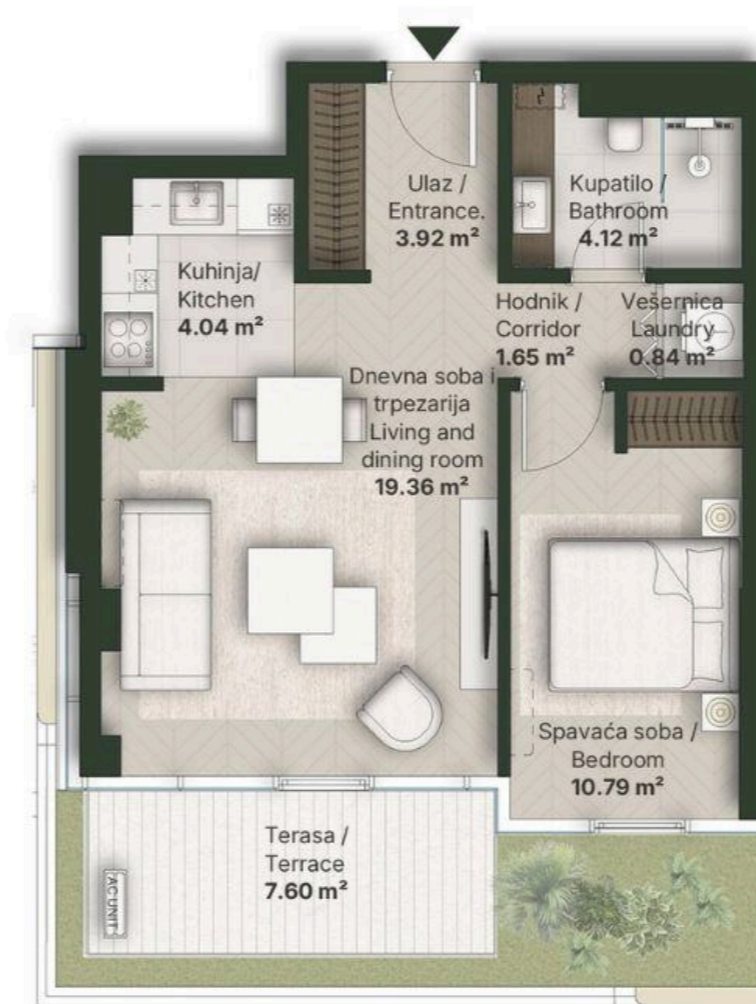 Ulaz /
Entrance.
3.92 m²
Kupatilo /
Bathroom
4.12 m²
Kuhinja/
Kitchen
4.04 m²
Hodnik /
Corridor
1.65 m²
Vešernica
Laundry
0.84 m²
Dnevna soba i
trpezarija
Living and
dining room
19.36 m²
Spavaća soba /
Bedroom
10.79 m²
Terasa /
Terrace
7.60 m²
AC UNIT